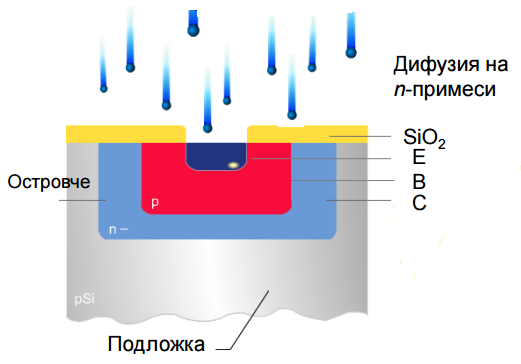 Дифузия на
n-примеси
SiO2
E
B
C
Островче
p
n –
pSi
Подложка